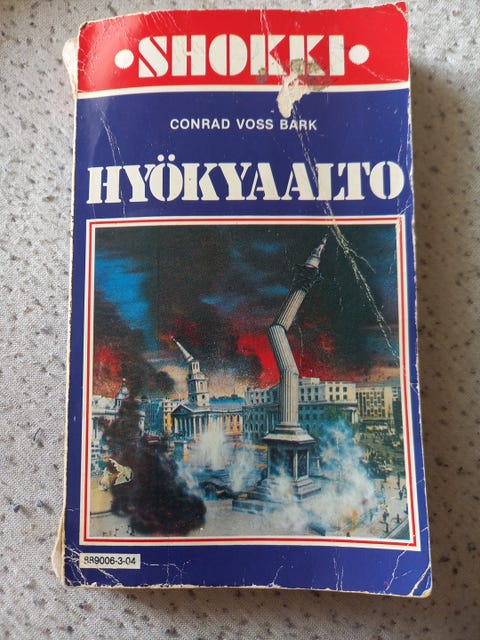 •SHOKKI•
CONRAD VOSS BARK
HYÖKYAALTO
889006-3-04